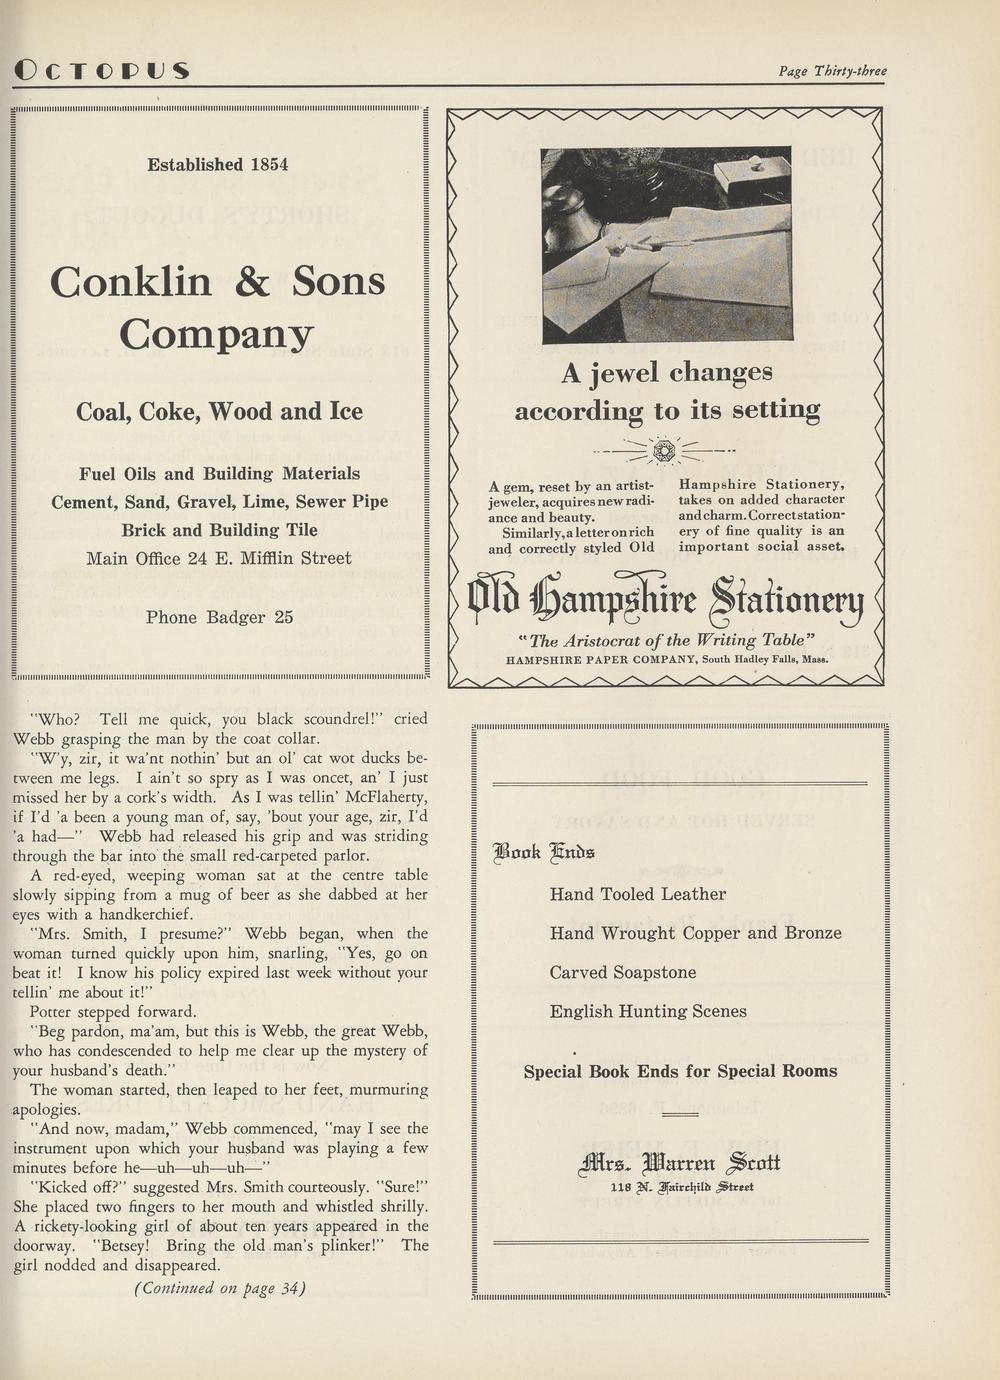 OCTOPUS
Page Thirty-three
Established 1854
Conklin & Sons
Company
Coal, Coke, Wood and Ice
Fuel Oils and Building Materials
Cement, Sand, Gravel, Lime, Sewer Pipe
Brick and Building Tile
Main Office 24 E. Mifflin Street
Phone Badger 25
A jewel changes
according to its setting
A gem, reset by an artist-
jeweler, acquires new radi-
ance and beauty.
Similarly, a letter on rich
and correctly styled Old
Hampshire Stationery,
takes on added character
and charm. Correct station-
ery of fine quality is an
important social asset.
Old Hampshire Stationery
"The Aristocrat of the Writing Table"
HAMPSHIRE PAPER COMPANY, South Hadley Falls, Mass.
"Who? Tell me quick, you black scoundrel!" cried
Webb grasping the man by the coat collar.
"W'y, zir, it wa'nt nothin' but an ol' cat wot ducks be-
tween me legs. I ain't so spry as I was oncet, an' I just
missed her by a cork's width. As I was tellin' McFlaherty,
if I'd 'a been a young man of, say, 'bout your age, zir, I'd
'a had—" Webb had released his grip and was striding
through the bar into the small red-carpeted parlor.
A red-eyed, weeping woman sat at the centre table
slowly sipping from a mug of beer as she dabbed at her
eyes with a handkerchief.
"Mrs. Smith, I presume?" Webb began, when the
woman turned quickly upon him, snarling, "Yes, go on
beat it! I know his policy expired last week without your
tellin' me about it!"
Potter stepped forward.
"Beg pardon, ma'am, but this is Webb, the great Webb,
who has condescended to help me clear up the mystery of
your husband's death."
The woman started, then leaped to her feet, murmuring
apologies.
"And now, madam," Webb commenced, "may I see the
instrument upon which your husband was playing a few
minutes before he—uh—uh—uh—"
"Kicked off?" suggested Mrs. Smith courteously. "Sure!"
She placed two fingers to her mouth and whistled shrilly.
A rickety-looking girl of about ten years appeared in the
doorway. "Betsey! Bring the old man's plinker!" The
girl nodded and disappeared.
(Continued on page 34)
Book Ends
Hand Tooled Leather
Hand Wrought Copper and Bronze
Carved Soapstone
English Hunting Scenes
Special Book Ends for Special Rooms
Mrs. Warren Scott
118 N. Fairchild Street